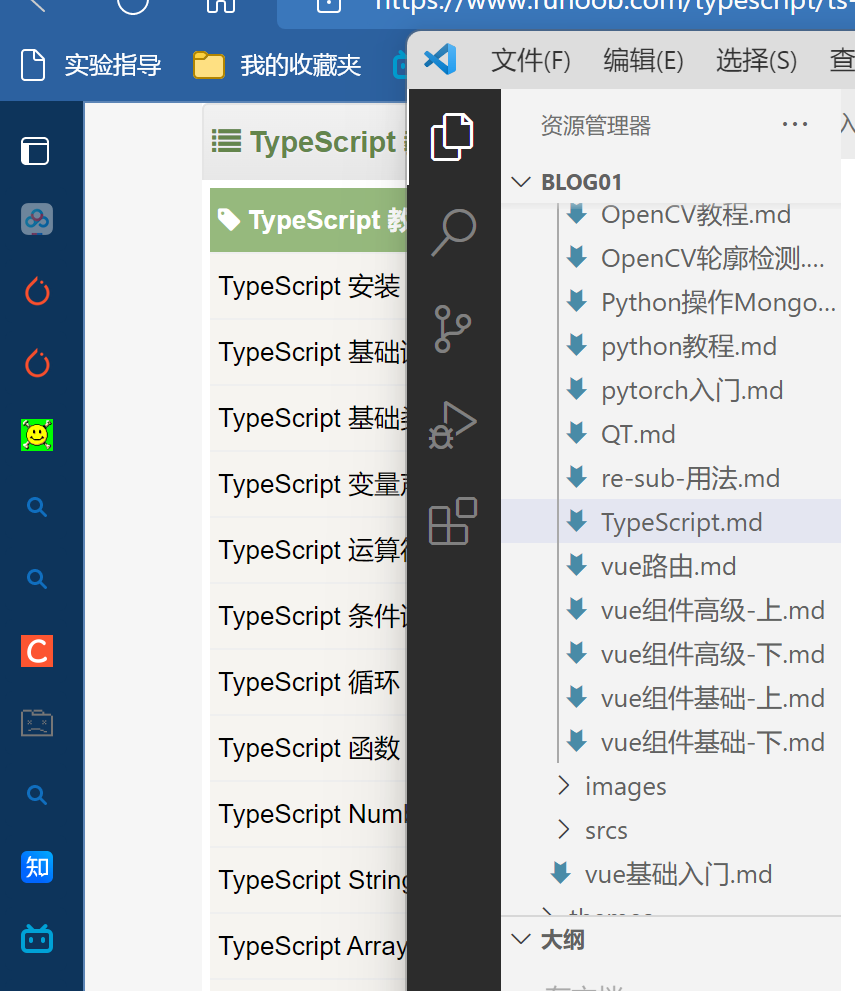 https://www.runoob.com/typescript/ts-
实验指导
我的收藏夹
TypeScript
TypeScript 教
TypeScript 安装
TypeScript 基础
TypeScript 基础
TypeScript 变量
TypeScript 运算
TypeScript 条件
TypeScript 循环
TypeScript 函数
TypeScript Numb
TypeScript String
TypeScript Array
C
知
文件(F)
编辑(E)
选择(S)
查
资源管理器
···
入
BLOG01
OpenCV教程.md
OpenCV轮廓检测....
Python操作Mongo...
python教程.md
pytorch入门.md
QT.md
re-sub-用法.md
TypeScript.md
vue路由.md
vue组件高级-上.md
vue组件高级-下.md
vue组件基础-上.md
vue组件基础-下.md
images
srcs
vue基础入门.md
themes
大纲